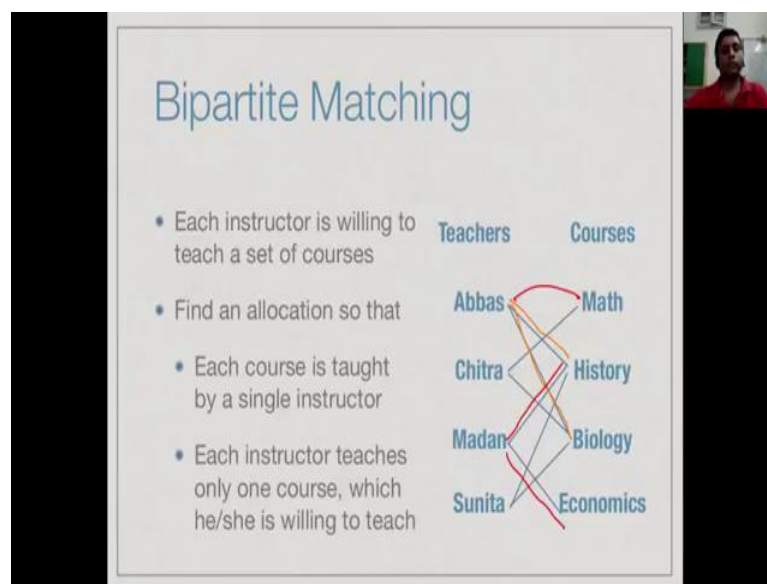 Bipartite Matching
• Each instructor is willing to
teach a set of courses
• Find an allocation so that
• Each course is taught
by a single instructor
• Each instructor teaches
only one course, which
he/she is willing to teach
Teachers Courses
Abbas Math
Chitra History
Madan Biology
Sunita Economics